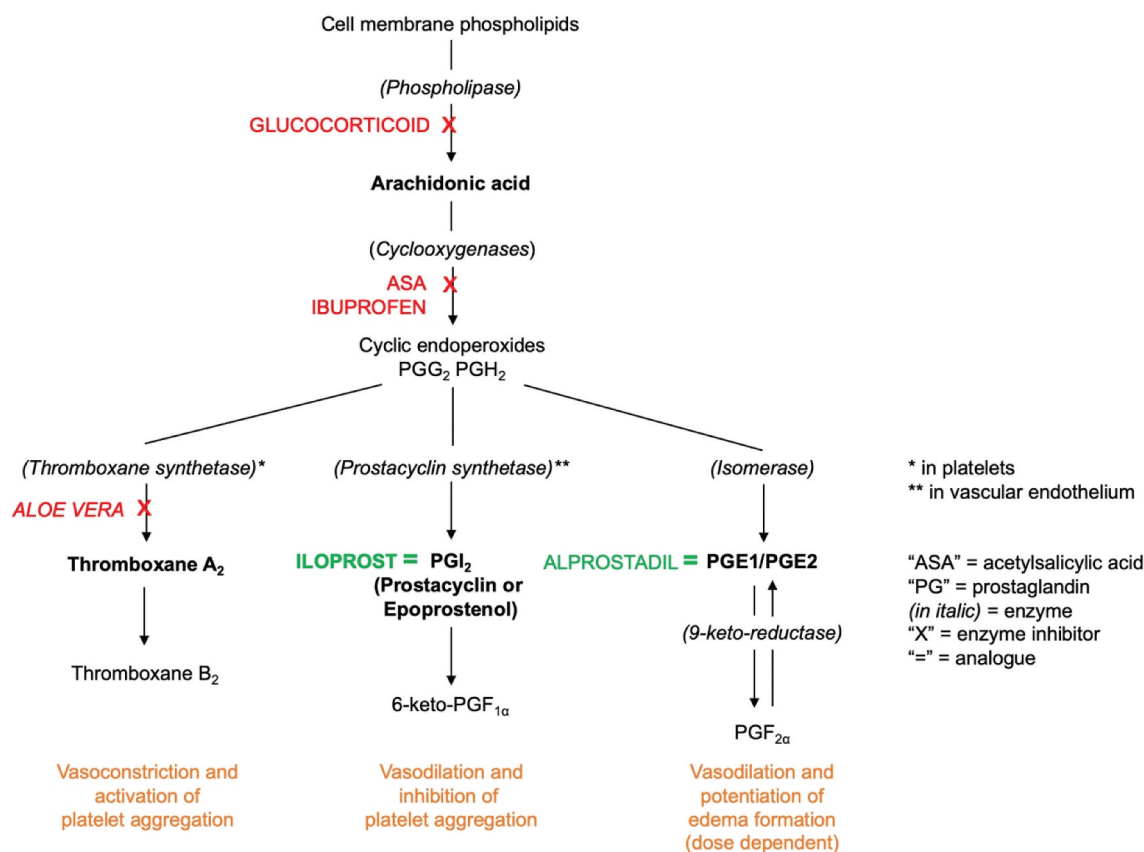 Cell membrane phospholipids
(Phospholipase)
GLUCOCORTICOID X
Arachidonic acid
(Cyclooxygenases)
ASA X
IBUPROFEN
Cyclic endoperoxides
PGG₂ PGH₂
(Thromboxane synthetase)*
ALOE VERA X
Thromboxane A₂
Thromboxane B₂
Vasoconstriction and
activation of
platelet aggregation
(Prostacyclin synthetase)**
ILOPROST = PGI₂
(Prostacyclin or
Epoprostenol)
6-keto-PGF₁α
Vasodilation and
inhibition of
platelet aggregation
(Isomerase)
ALPROSTADIL = PGE1/PGE2
(9-keto-reductase)
PGF₂α
Vasodilation and
potentiation of
edema formation
(dose dependent)
* in platelets
** in vascular endothelium
“ASA” = acetylsalicylic acid
“PG” = prostaglandin
(in italic) = enzyme
“X” = enzyme inhibitor
“=” = analogue